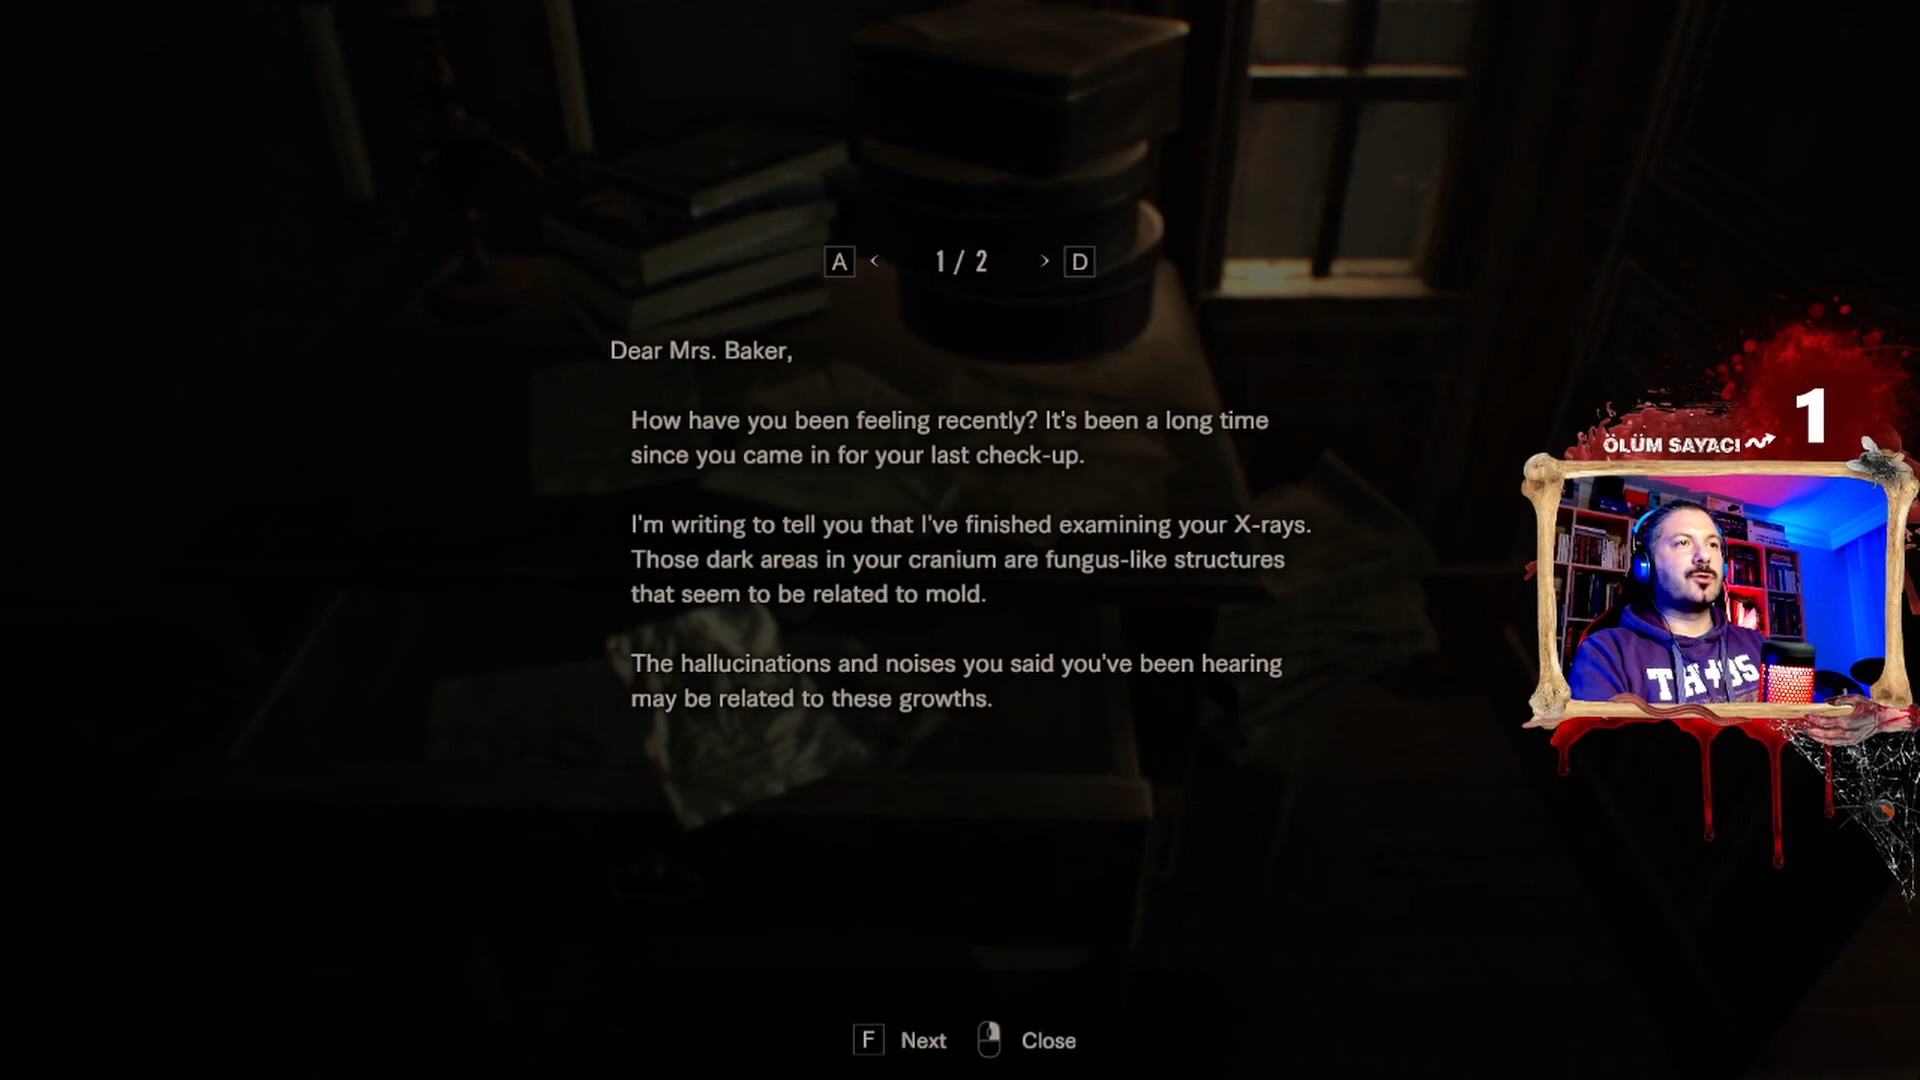 A < 1 / 2 > D
Dear Mrs. Baker,
How have you been feeling recently? It's been a long time
since you came in for your last check-up.
I'm writing to tell you that I've finished examining your X-rays.
Those dark areas in your cranium are fungus-like structures
that seem to be related to mold.
The hallucinations and noises you said you've been hearing
may be related to these growths.
ÖLÜM SAYACI
1
F Next Close